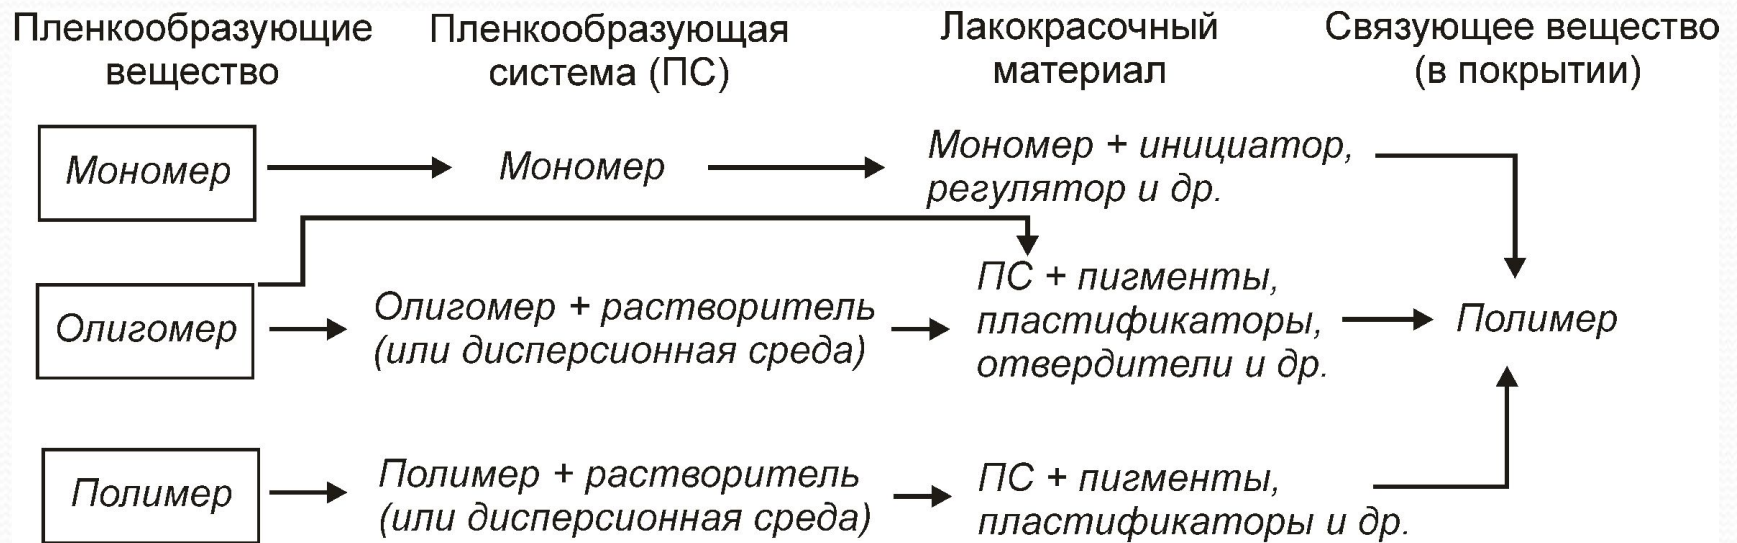 Пленкообразующие
вещество
Пленкообразующая
система (ПС)
Лакокрасочный
материал
Связующее вещество
(в покрытии)
Мономер
Мономер
Мономер + инициатор,
регулятор и др.
Олигомер
Олигомер + растворитель
(или дисперсионная среда)
ПС + пигменты,
пластификаторы,
отвердители и др.
Полимер
Полимер
Полимер + растворитель
(или дисперсионная среда)
ПС + пигменты,
пластификаторы и др.